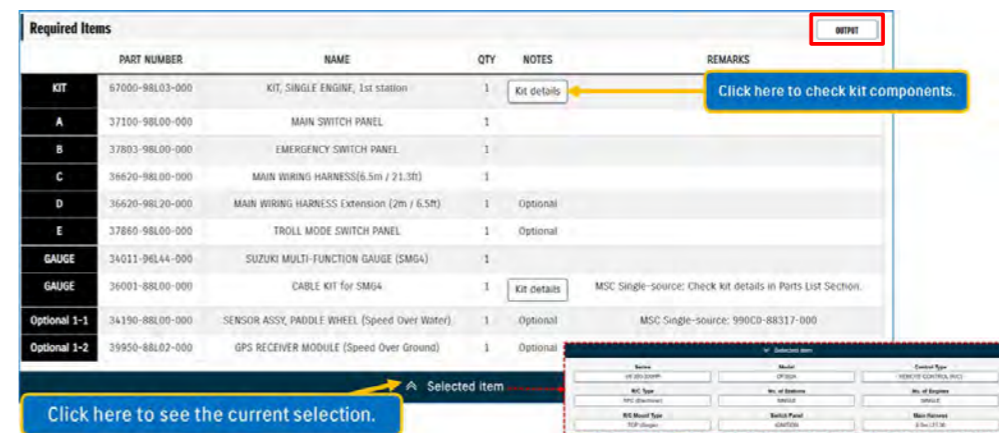 Required Items
OUTPUT
PART NUMBER NAME QTY NOTES REMARKS
KIT 67000-98L03-000 KIT, SINGLE ENGINE, 1st station 1 Kit details
Click here to check kit components.
A 37100-98L00-000 MAIN SWITCH PANEL 1
B 37803-98L00-000 EMERGENCY SWITCH PANEL 1
C 36620-98L00-000 MAIN WIRING HARNESS(6.5m / 21.3ft) 1
D 36620-98L20-000 MAIN WIRING HARNESS Extension (2m / 6.5ft) 1 Optional
E 37860-98L00-000 TROLL MODE SWITCH PANEL 1 Optional
GAUGE 34011-96L44-000 SUZUKI MULTI-FUNCTION GAUGE (SMG4) 1
GAUGE 36001-88L00-000 CABLE KIT for SMG4 1 Kit details MSC Single-source: Check kit details in Parts List Section.
Optional 1-1 34190-88L00-000 SENSOR ASSY, PADDLE WHEEL (Speed Over Water) 1 Optional MSC Single-source: 990C0-88317-000
Optional 1-2 39950-88L02-000 GPS RECEIVER MODULE (Speed Over Ground) 1 Optional
Selected item
Click here to see the current selection.
Selected item
Series Model Control Type
REMOTE CONTROL (R/C)
R/C Type No. of Stations No. of Engines
SINGLE SINGLE
R/C Mount Type Switch Panel Main Harness
IGNITION